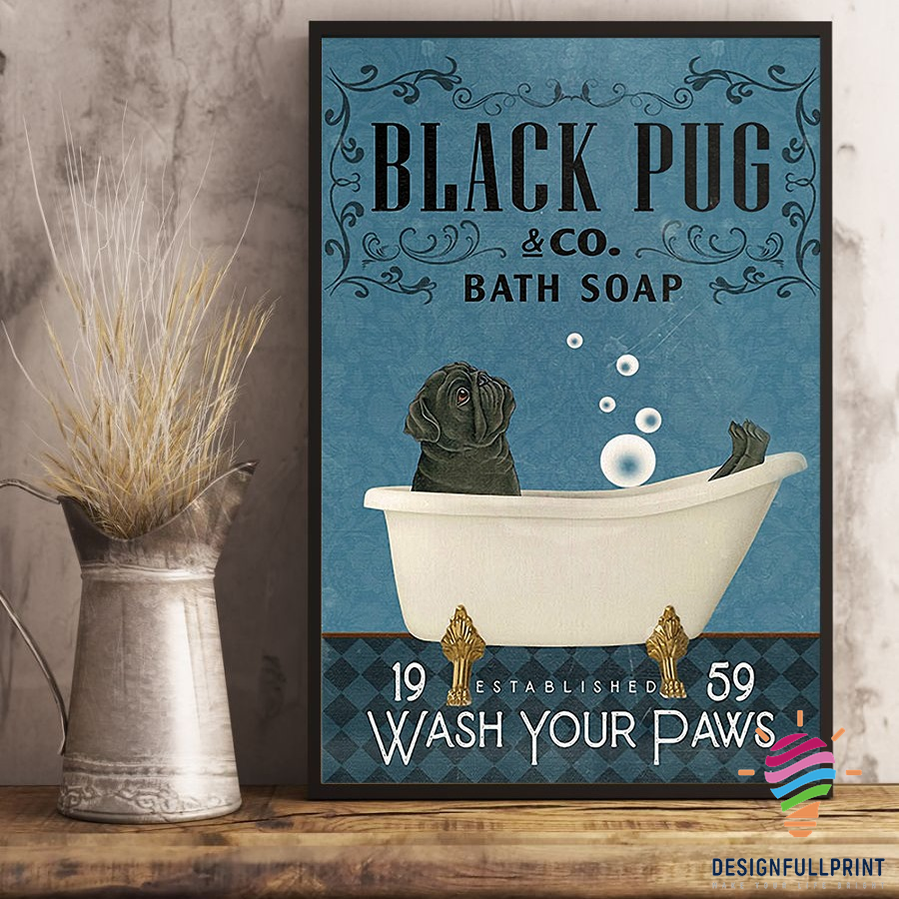 BLACK PUG
&CO.
BATH SOAP
19 ESTABLISHED 59
WASH YOUR PAWS
DESIGNFULLPRINT